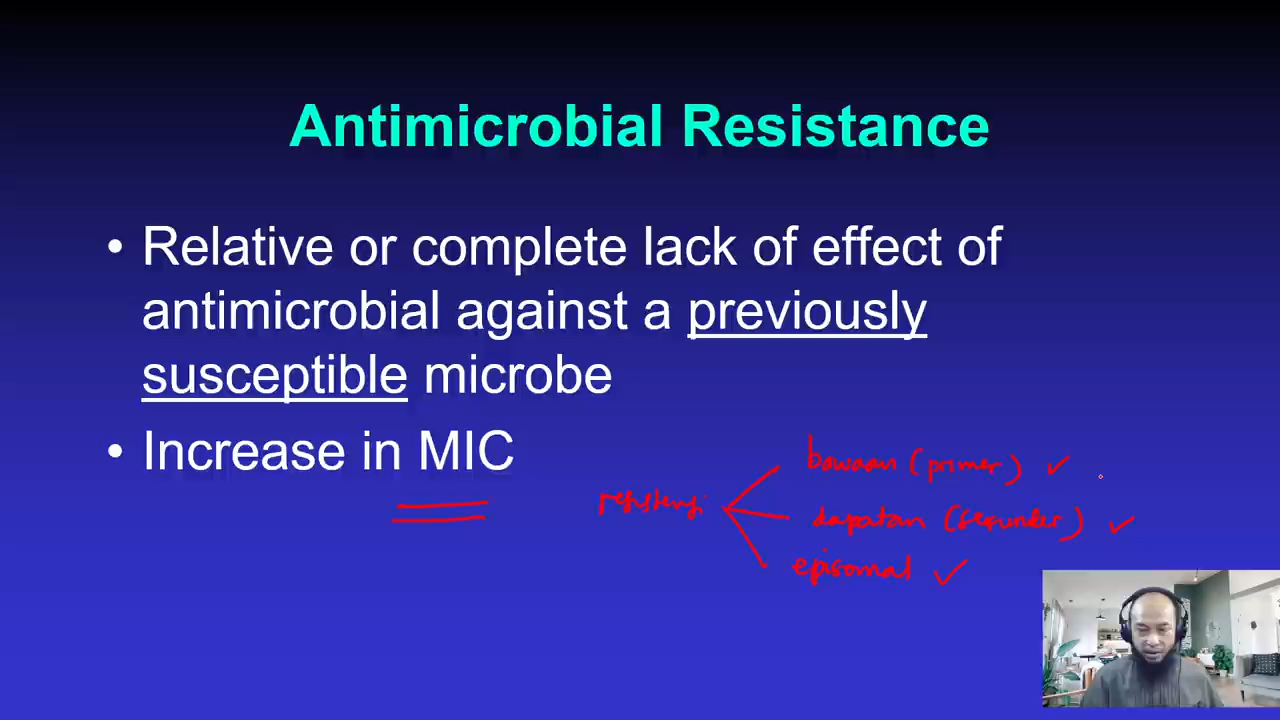 Antimicrobial Resistance
• Relative or complete lack of effect of
antimicrobial against a previously
susceptible microbe
• Increase in MIC
resistensi
bawaan (primer) ✓
dapatan (sekunder) ✓
episomal ✓